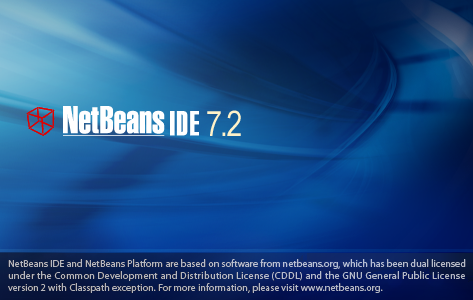 NetBeans IDE 7.2
NetBeans IDE and NetBeans Platform are based on software from netbeans.org, which has been dual licensed
under the Common Development and Distribution License (CDDL) and the GNU General Public License
version 2 with Classpath exception. For more information, please visit www.netbeans.org.